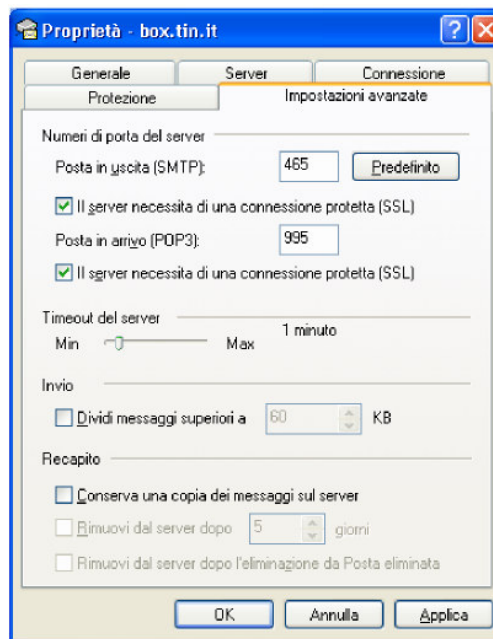 Proprietà - box.tin.it
Generale Server Connessione
Protezione Impostazioni avanzate
Numeri di porta del server
Posta in uscita (SMTP): 465 Predefinito
Il server necessita di una connessione protetta (SSL)
Posta in arrivo (POP3): 995
Il server necessita di una connessione protetta (SSL)
Timeout del server
Min Max 1 minuto
Invio
Dividi messaggi superiori a 60 KB
Recapito
Conserva una copia dei messaggi sul server
Rimuovi dal server dopo 5 giorni
Rimuovi dal server dopo l'eliminazione da Posta eliminata
OK Annulla Applica